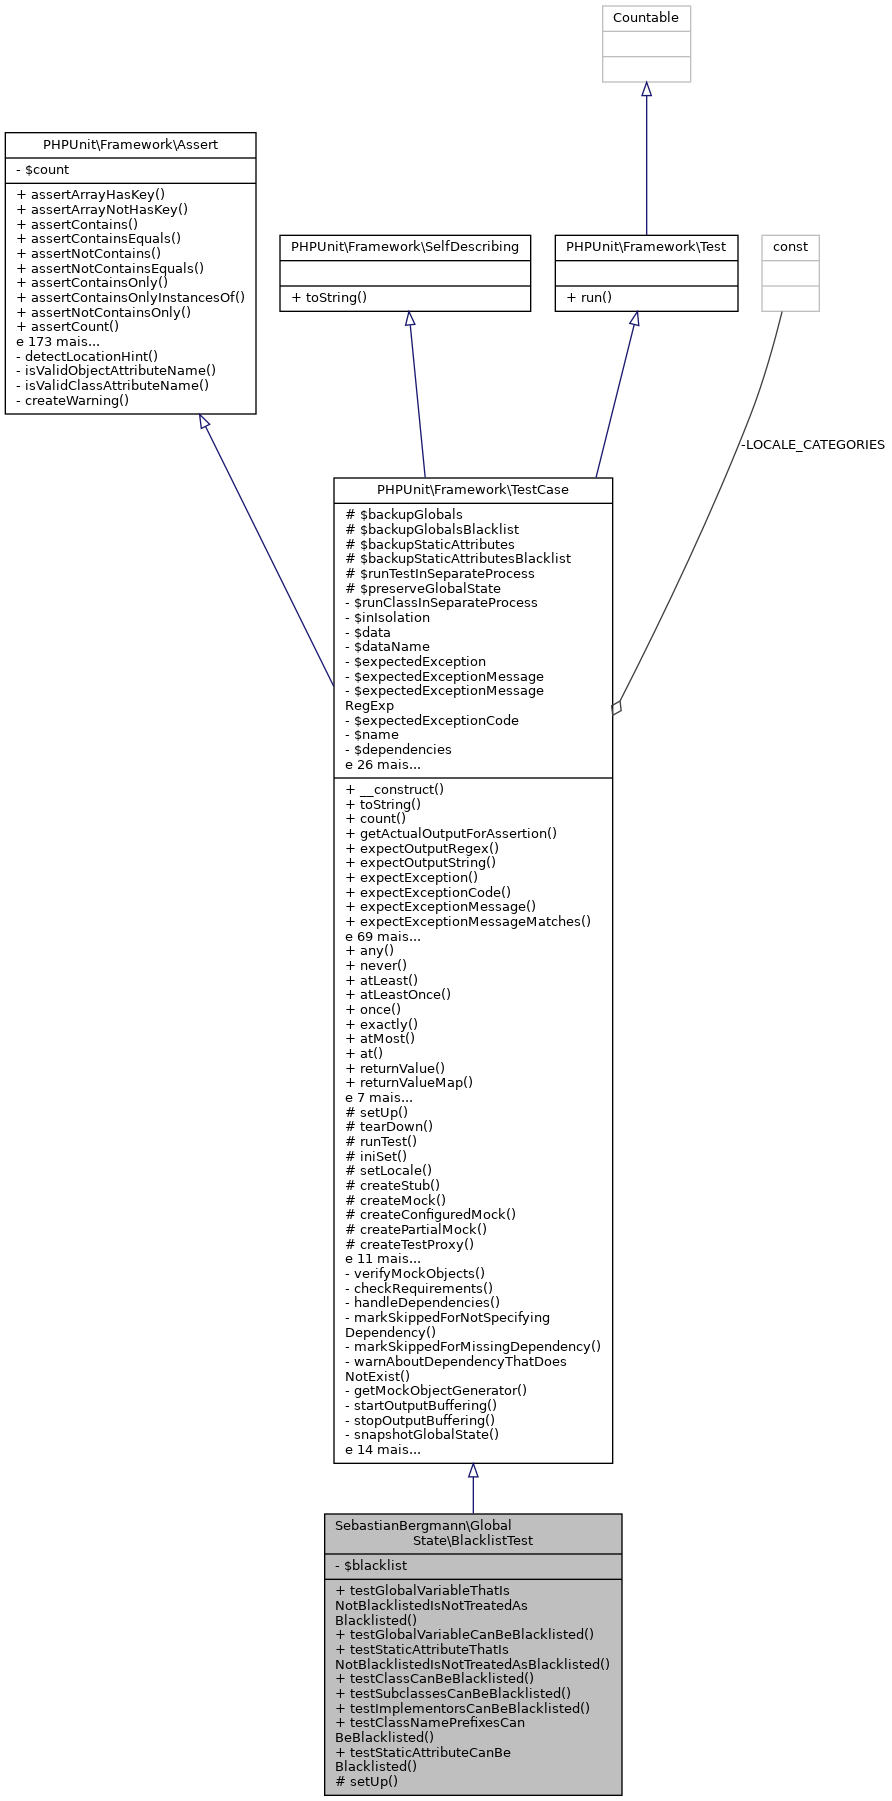 Countable
PHPUnit\Framework\Assert
- $count
+ assertArrayHasKey()
+ assertArrayNotHasKey()
+ assertContains()
+ assertContainsEquals()
+ assertNotContains()
+ assertNotContainsEquals()
+ assertContainsOnly()
+ assertContainsOnlyInstancesOf()
+ assertNotContainsOnly()
+ assertCount()
e 173 mais...
- detectLocationHint()
- isValidObjectAttributeName()
- isValidClassAttributeName()
- createWarning()
PHPUnit\Framework\SelfDescribing
+ toString()
PHPUnit\Framework\Test
+ run()
const
-LOCALE_CATEGORIES
PHPUnit\Framework\TestCase
# $backupGlobals
# $backupGlobalsBlacklist
# $backupStaticAttributes
# $backupStaticAttributesBlacklist
# $runTestInSeparateProcess
# $preserveGlobalState
- $runClassInSeparateProcess
- $inIsolation
- $data
- $dataName
- $expectedException
- $expectedExceptionMessage
- $expectedExceptionMessage
RegExp
- $expectedExceptionCode
- $name
- $dependencies
e 26 mais...
+ __construct()
+ toString()
+ count()
+ getActualOutputForAssertion()
+ expectOutputRegex()
+ expectOutputString()
+ expectException()
+ expectExceptionCode()
+ expectExceptionMessage()
+ expectExceptionMessageMatches()
e 69 mais...
+ any()
+ never()
+ atLeast()
+ atLeastOnce()
+ once()
+ exactly()
+ atMost()
+ at()
+ returnValue()
+ returnValueMap()
e 7 mais...
# setUp()
# tearDown()
# runTest()
# iniSet()
# setLocale()
# createStub()
# createMock()
# createConfiguredMock()
# createPartialMock()
# createTestProxy()
e 11 mais...
- verifyMockObjects()
- checkRequirements()
- handleDependencies()
- markSkippedForNotSpecifying
Dependency()
- markSkippedForMissingDependency()
- warnAboutDependencyThatDoes
NotExist()
- getMockObjectGenerator()
- startOutputBuffering()
- stopOutputBuffering()
- snapshotGlobalState()
e 14 mais...
SebastianBergmann\Global
State\BlacklistTest
- $blacklist
+ testGlobalVariableThatIs
NotBlacklistedIsNotTreatedAs
Blacklisted()
+ testGlobalVariableCanBeBlacklisted()
+ testStaticAttributeThatIs
NotBlacklistedIsNotTreatedAsBlacklisted()
+ testClassCanBeBlacklisted()
+ testSubclassesCanBeBlacklisted()
+ testImplementorsCanBeBlacklisted()
+ testClassNamePrefixesCan
BeBlacklisted()
+ testStaticAttributeCanBe
Blacklisted()
# setUp()